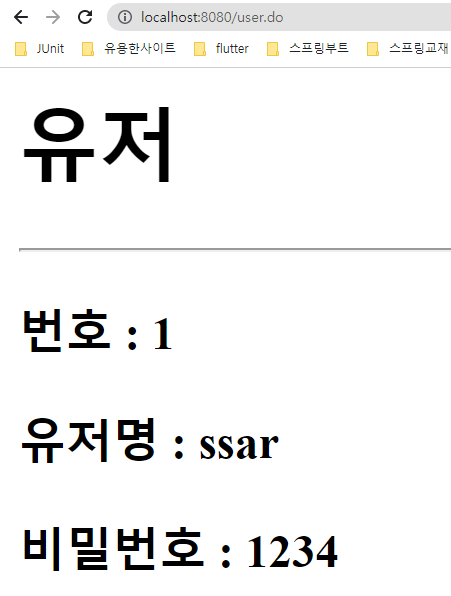 localhost:8080/user.do
JUnit 유용한사이트 flutter 스프링부트 스프링교재
유저
번호 : 1
유저명 : ssar
비밀번호 : 1234